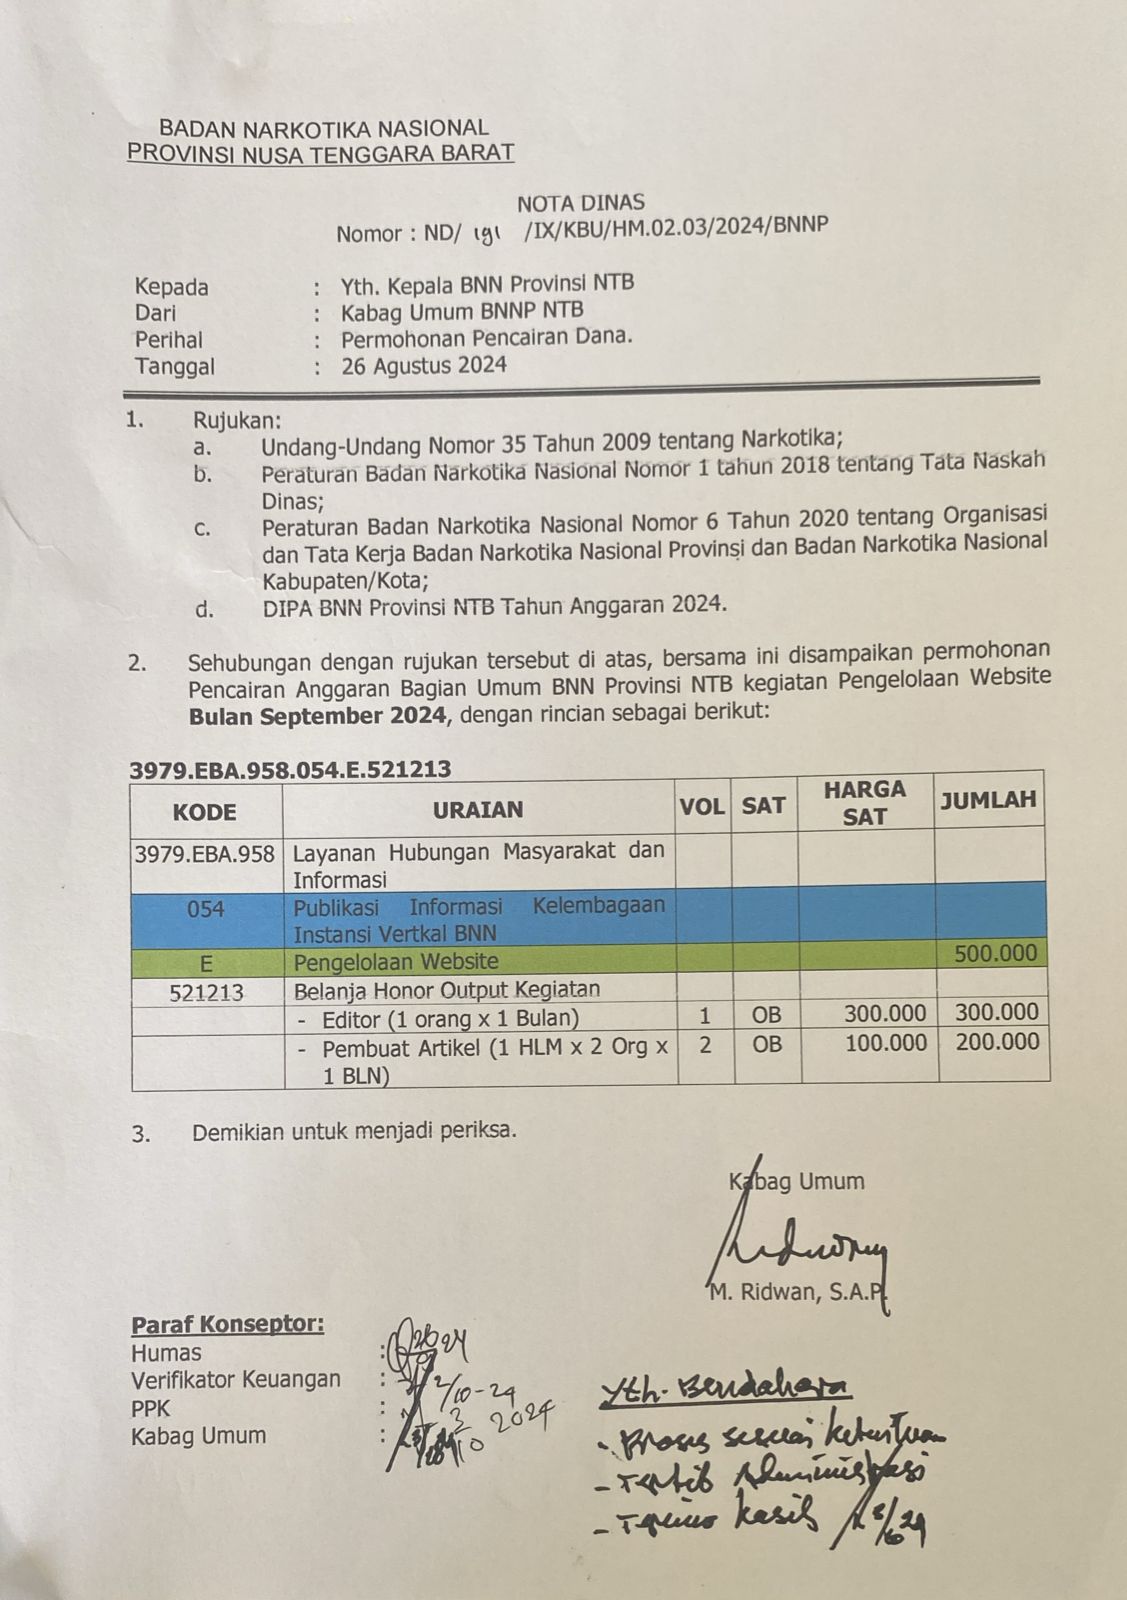 BADAN NARKOTIKA NASIONAL
PROVINSI NUSA TENGGARA BARAT
NOTA DINAS
Nomor : ND/ 191 /IX/KBU/HM.02.03/2024/BNNP
Kepada : Yth. Kepala BNN Provinsi NTB
Dari : Kabag Umum BNNP NTB
Perihal : Permohonan Pencairan Dana.
Tanggal : 26 Agustus 2024
1. Rujukan:
a. Undang-Undang Nomor 35 Tahun 2009 tentang Narkotika;
b. Peraturan Badan Narkotika Nasional Nomor 1 tahun 2018 tentang Tata Naskah
Dinas;
c. Peraturan Badan Narkotika Nasional Nomor 6 Tahun 2020 tentang Organisasi
dan Tata Kerja Badan Narkotika Nasional Provinsi dan Badan Narkotika Nasional
Kabupaten/Kota;
d. DIPA BNN Provinsi NTB Tahun Anggaran 2024.
2. Sehubungan dengan rujukan tersebut di atas, bersama ini disampaikan permohonan
Pencairan Anggaran Bagian Umum BNN Provinsi NTB kegiatan Pengelolaan Website
Bulan September 2024, dengan rincian sebagai berikut:
3979.EBA.958.054.E.521213
KODE URAIAN VOL SAT HARGA SAT JUMLAH
3979.EBA.958 Layanan Hubungan Masyarakat dan
Informasi
054 Publikasi Informasi Kelembagaan
Instansi Vertkal BNN
E Pengelolaan Website 500.000
521213 Belanja Honor Output Kegiatan
- Editor (1 orang x 1 Bulan) 1 OB 300.000 300.000
- Pembuat Artikel (1 HLM x 2 Org x 2 OB 100.000 200.000
1 BLN)
3. Demikian untuk menjadi periksa.
Kabag Umum
M. Ridwan, S.A.P.
Paraf Konseptor:
Humas :
Verifikator Keuangan : 2/10-24
PPK : 3 2024
Kabag Umum : 10
Yth. Bendahara
- Proses sesuai ketentuan
- Tertib Administrasi
- Terima kasih